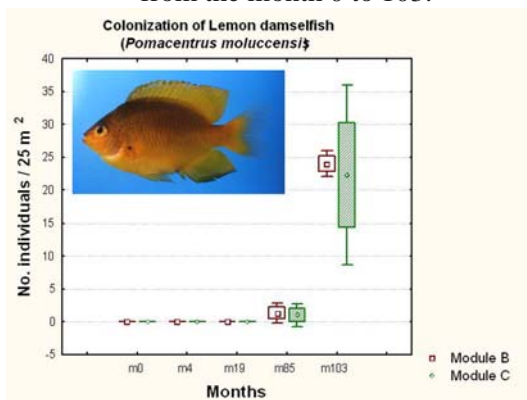 from the month 0 to 103.
Colonization of Lemon damselfish
(Pomacentrus moluccensis)
No. individuals / 25 m 2
40
35
30
25
20
15
10
5
0
-5
m0 m4 m19 m85 m103
Months
Module B
Module C